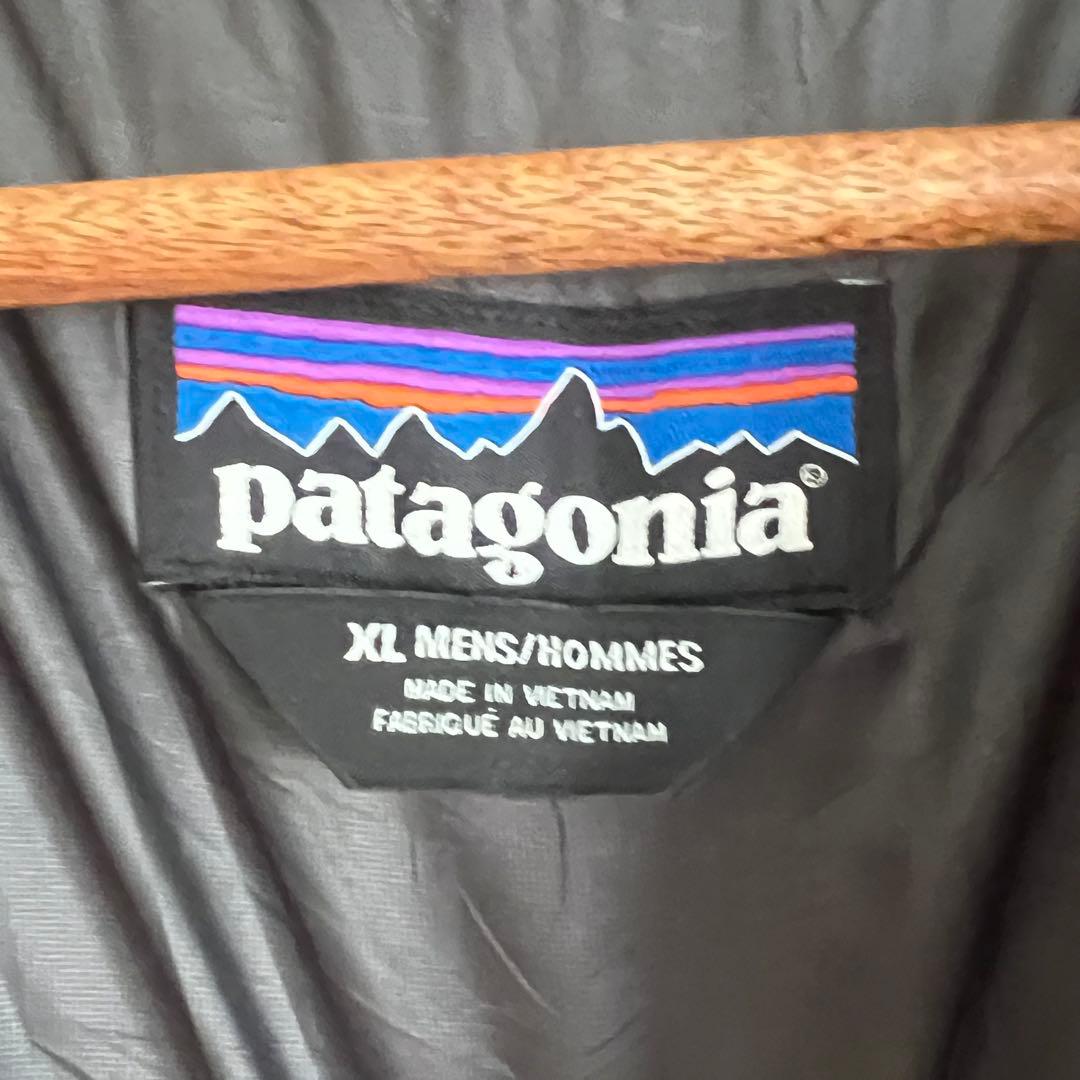 patagonia®
XL MENS/HOMMES
MADE IN VIETNAM
FABRIQUÉ AU VIETNAM